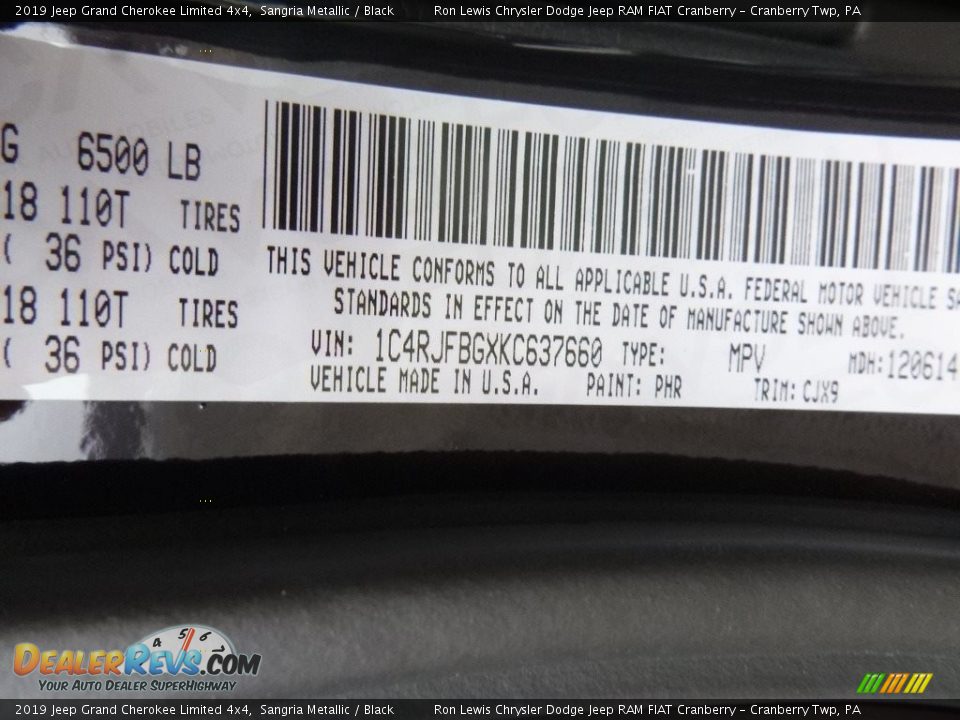 2019 Jeep Grand Cherokee Limited 4x4,  Sangria Metallic / Black    Ron Lewis Chrysler Dodge Jeep RAM FIAT Cranberry - Cranberry Twp, PA
G 6500 LB
18 110T TIRES
( 36 PSI) COLD
18 110T TIRES
( 36 PSI) COLD
THIS VEHICLE CONFORMS TO ALL APPLICABLE U.S.A. FEDERAL MOTOR VEHICLE SA
STANDARDS IN EFFECT ON THE DATE OF MANUFACTURE SHOWN ABOVE.
VIN: 1C4RJFBGXKC637660 TYPE: MPV MDH: 120614
VEHICLE MADE IN U.S.A. PAINT: PHR TRIM: CJX9
4 5 6
DEALERREVS.COM
YOUR AUTO DEALER SUPERHIGHWAY
2019 Jeep Grand Cherokee Limited 4x4,  Sangria Metallic / Black    Ron Lewis Chrysler Dodge Jeep RAM FIAT Cranberry - Cranberry Twp, PA